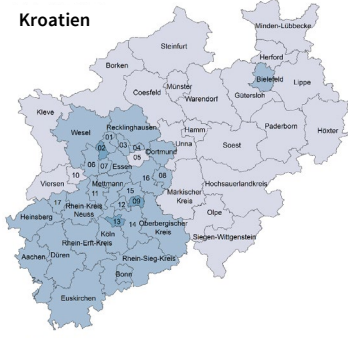 Kroatien
Minden-Lübbecke
Steinfurt
Herford
Borken
Bielefeld
Lippe
Münster
Coesfeld
Warendorf
Gütersloh
Kleve
Höxter
Paderborn
Recklinghausen
Wesel
Hamm
01
Unna
Soest
02
03
04
Dortmund
05
06
07
Essen
10
Viersen
Mettmann
16
08
Hochsauerlandkreis
11
15
Märkischer
Kreis
17
Rhein-Kreis
Neuss
12
09
Heinsberg
Olpe
13
14
Oberbergischer
Kreis
Köln
Siegen-Wittgenstein
Rhein-Erft-Kreis
Aachen
Düren
Rhein-Sieg-Kreis
Bonn
Euskirchen